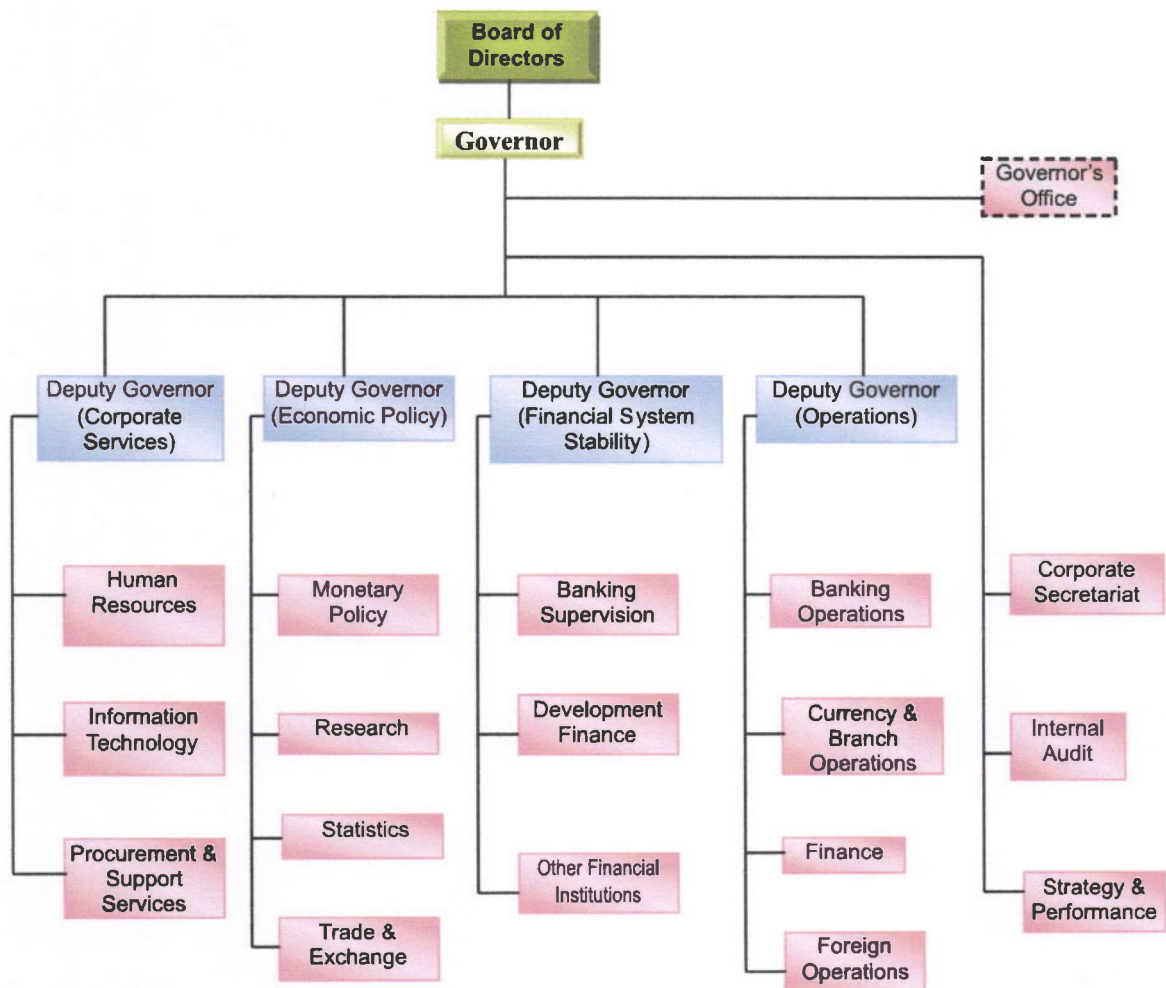 Board of
Directors
Governor
Governor's
Office
Deputy Governor
(Corporate
Services)
Deputy Governor
(Economic Policy)
Deputy Governor
(Financial System
Stability)
Deputy Governor
(Operations)
Human
Resources
Information
Technology
Procurement &
Support
Services
Monetary
Policy
Research
Statistics
Trade &
Exchange
Banking
Supervision
Development
Finance
Other Financial
Institutions
Banking
Operations
Currency &
Branch
Operations
Finance
Foreign
Operations
Corporate
Secretariat
Internal
Audit
Strategy &
Performance